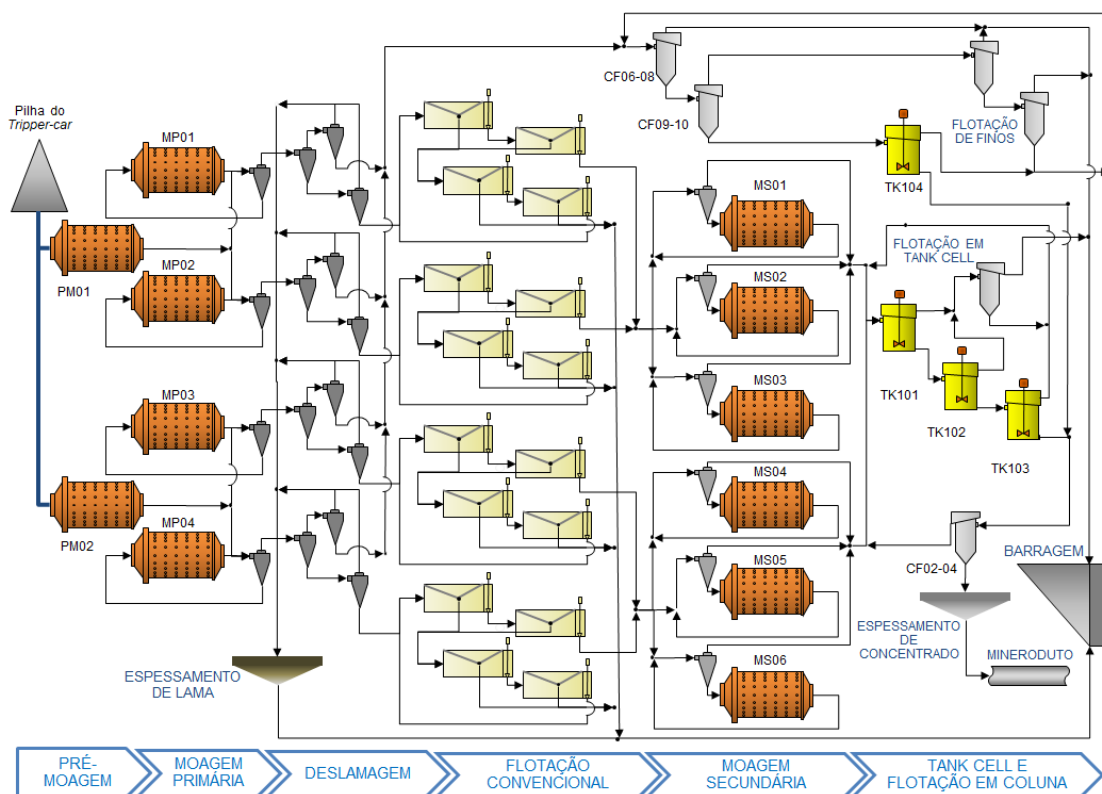 Pilha do
Tripper-car
PM01
PM02
MP01
MP02
MP03
MP04
ESPESSAMENTO
DE LAMA
CF06-08
CF09-10
FLOTAÇÃO
DE FINOS
TK104
MS01
MS02
MS03
MS04
MS05
MS06
FLOTAÇÃO EM
TANK CELL
TK101
TK102
TK103
CF02-04
BARRAGEM
ESPESSAMENTO
DE
CONCENTRADO
MINERODUTO
PRÉ-
MOAGEM
MOAGEM
PRIMÁRIA
DESLAMAGEM
FLOTAÇÃO
CONVENCIONAL
MOAGEM
SECUNDÁRIA
TANK CELL E
FLOTAÇÃO EM COLUNA